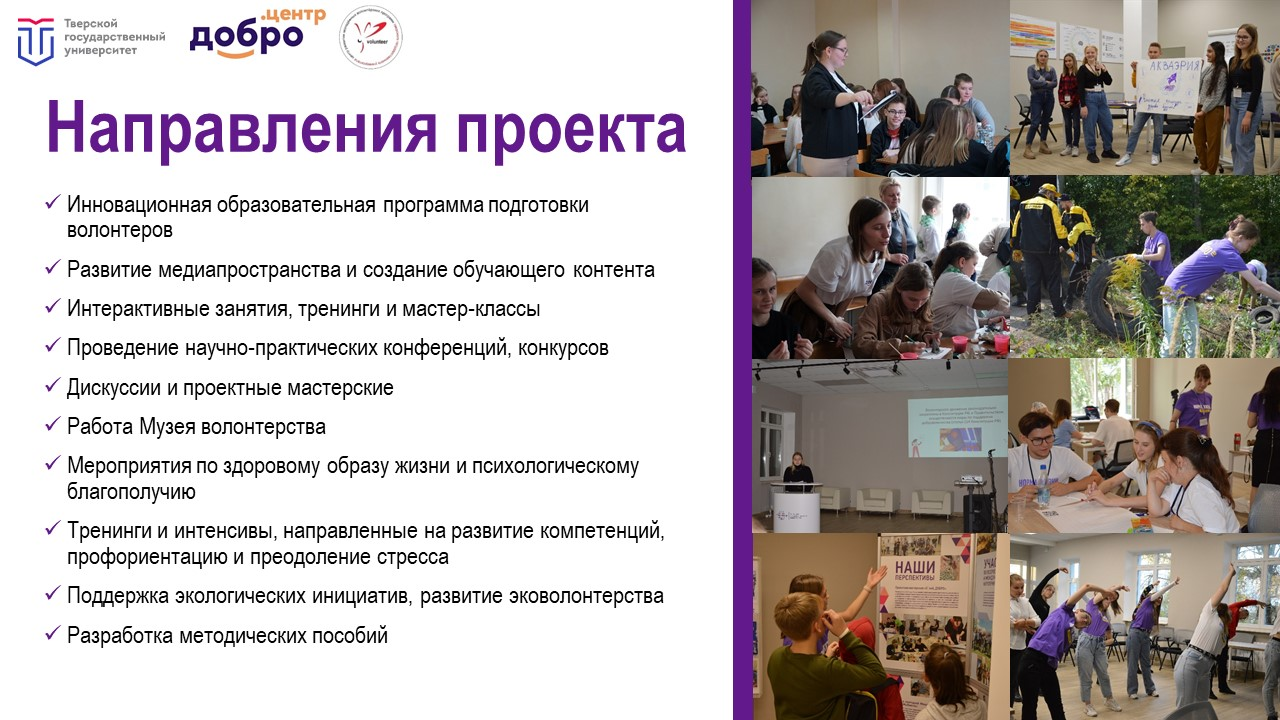 Тверской
государственный
университет
.центр
добро
volunteer
Направления проекта
Инновационная образовательная программа подготовки
волонтеров
Развитие медиапространства и создание обучающего контента
Интерактивные занятия, тренинги и мастер-классы
Проведение научно-практических конференций, конкурсов
Дискуссии и проектные мастерские
Работа Музея волонтерства
Мероприятия по здоровому образу жизни и психологическому
благополучию
Тренинги и интенсивы, направленные на развитие компетенций,
профориентацию и преодоление стресса
Поддержка экологических инициатив, развитие эковолонтерства
Разработка методических пособий
АКВАЭРИЯ
НАШИ
ПЕРСПЕКТИВЫ